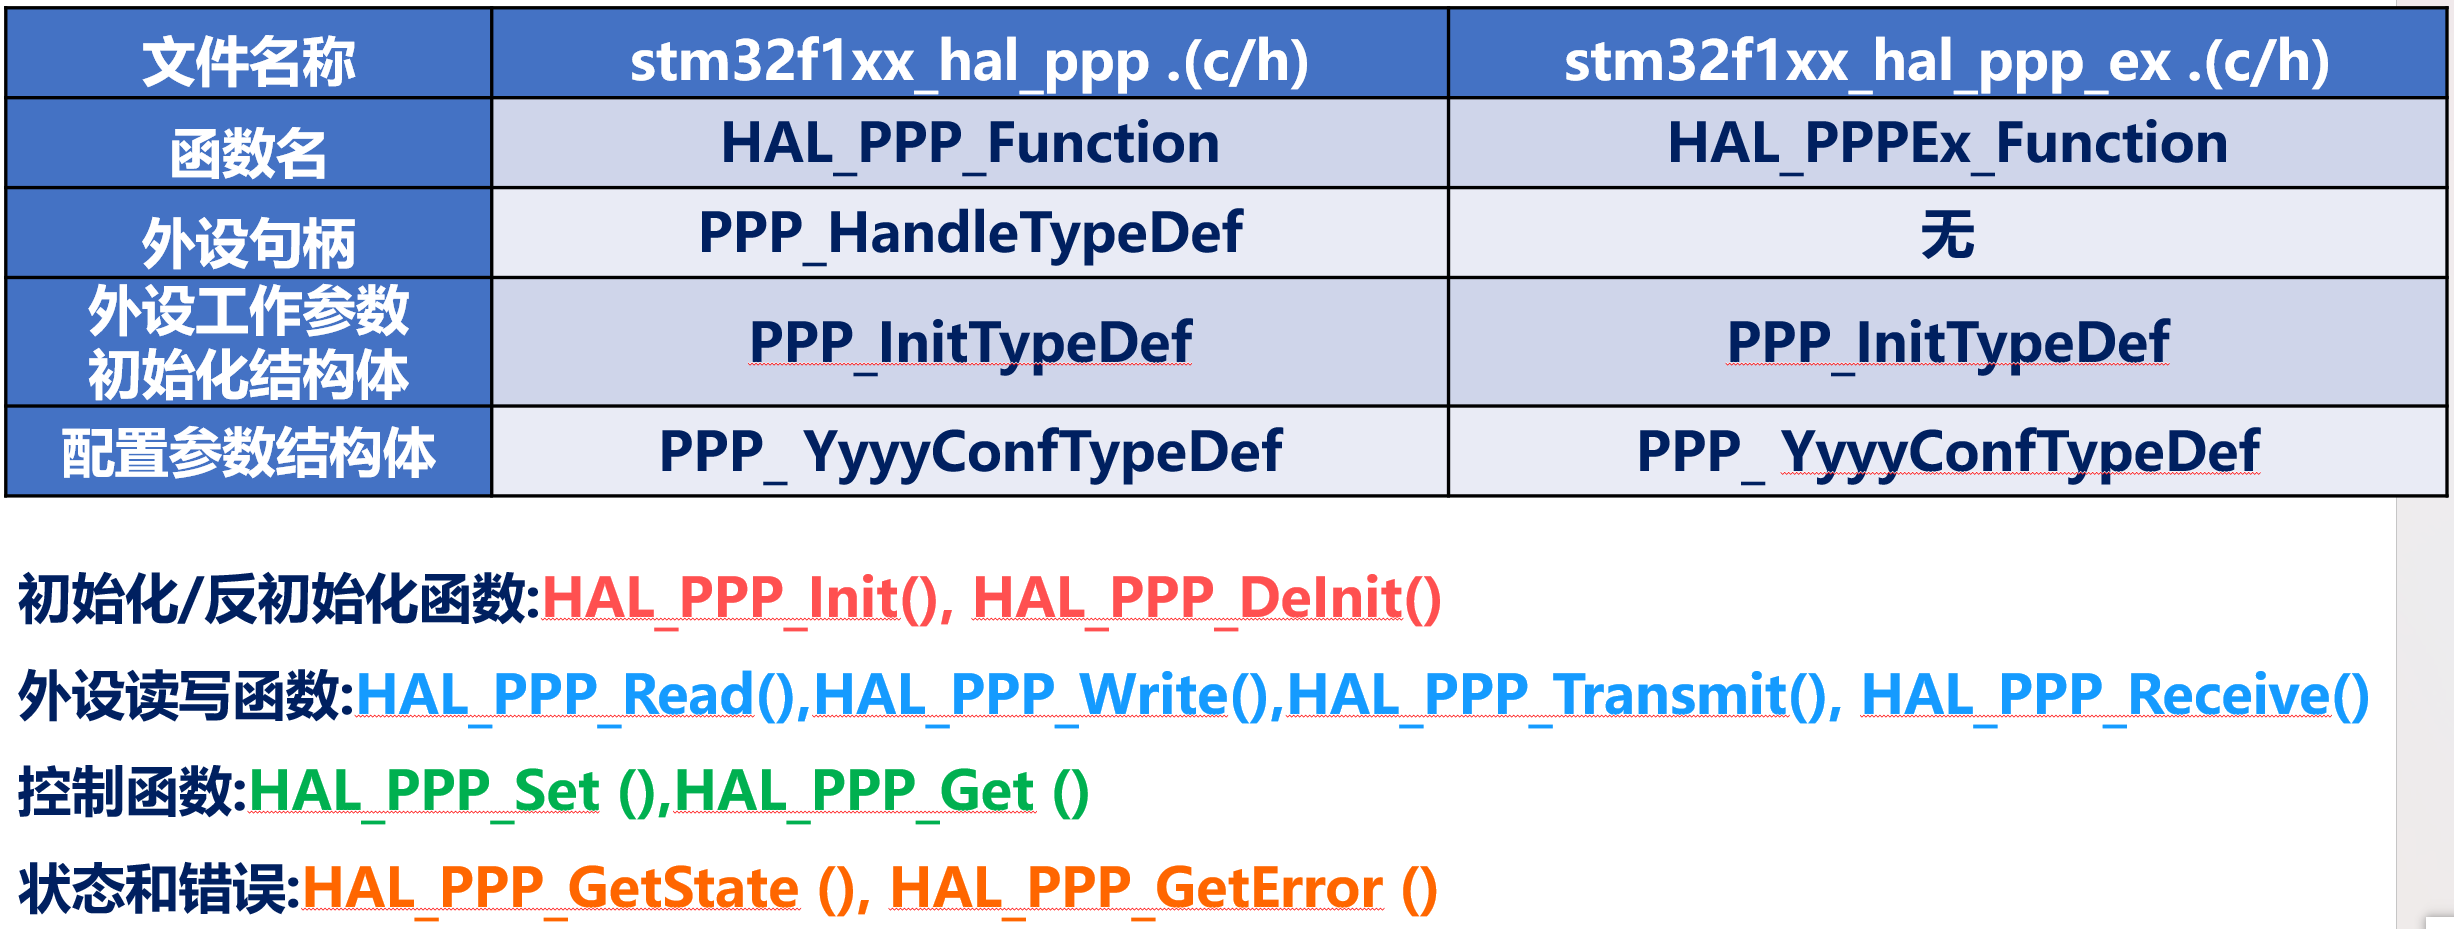 文件名称 stm32f1xx_hal_ppp .(c/h) stm32f1xx_hal_ppp_ex .(c/h)
函数名 HAL_PPP_Function HAL_PPPEx_Function
外设句柄 PPP_HandleTypeDef 无
外设工作参数
初始化结构体 PPP_InitTypeDef PPP_InitTypeDef
配置参数结构体 PPP_ YyyyConfTypeDef PPP_ YyyyConfTypeDef
初始化/反初始化函数:HAL_PPP_Init(), HAL_PPP_DeInit()
外设读写函数:HAL_PPP_Read(),HAL_PPP_Write(),HAL_PPP_Transmit(), HAL_PPP_Receive()
控制函数:HAL_PPP_Set (),HAL_PPP_Get ()
状态和错误:HAL_PPP_GetState (), HAL_PPP_GetError ()